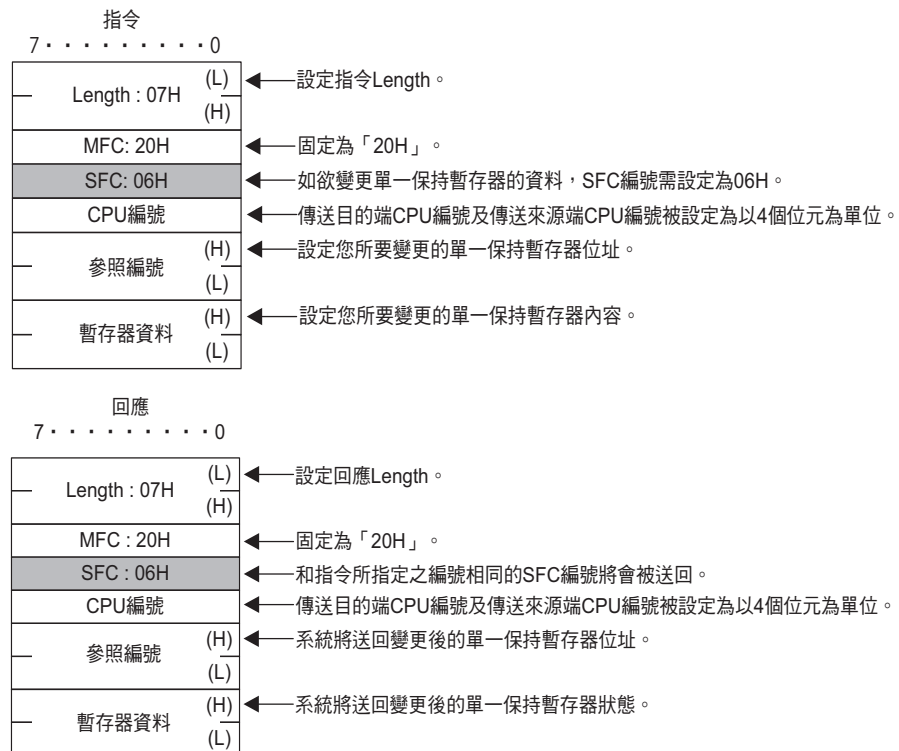 指令
7・・・・・・・・・0
Length : 07H (L) 設定指令Length。
(H)
MFC: 20H 固定為「20H」。
SFC: 06H 如欲變更單一保持暫存器的資料，SFC編號需設定為06H。
CPU編號 傳送目的端CPU編號及傳送來源端CPU編號被設定為以4個位元為單位。
參照編號 (H) 設定您所要變更的單一保持暫存器位址。
(L)
暫存器資料 (H) 設定您所要變更的單一保持暫存器內容。
(L)
回應
7・・・・・・・・・0
Length : 07H (L) 設定回應Length。
(H)
MFC : 20H 固定為「20H」。
SFC : 06H 和指令所指定之編號相同的SFC編號將會被送回。
CPU編號 傳送目的端CPU編號及傳送來源端CPU編號被設定為以4個位元為單位。
參照編號 (H) 系統將送回變更後的單一保持暫存器位址。
(L)
暫存器資料 (H) 系統將送回變更後的單一保持暫存器狀態。
(L)